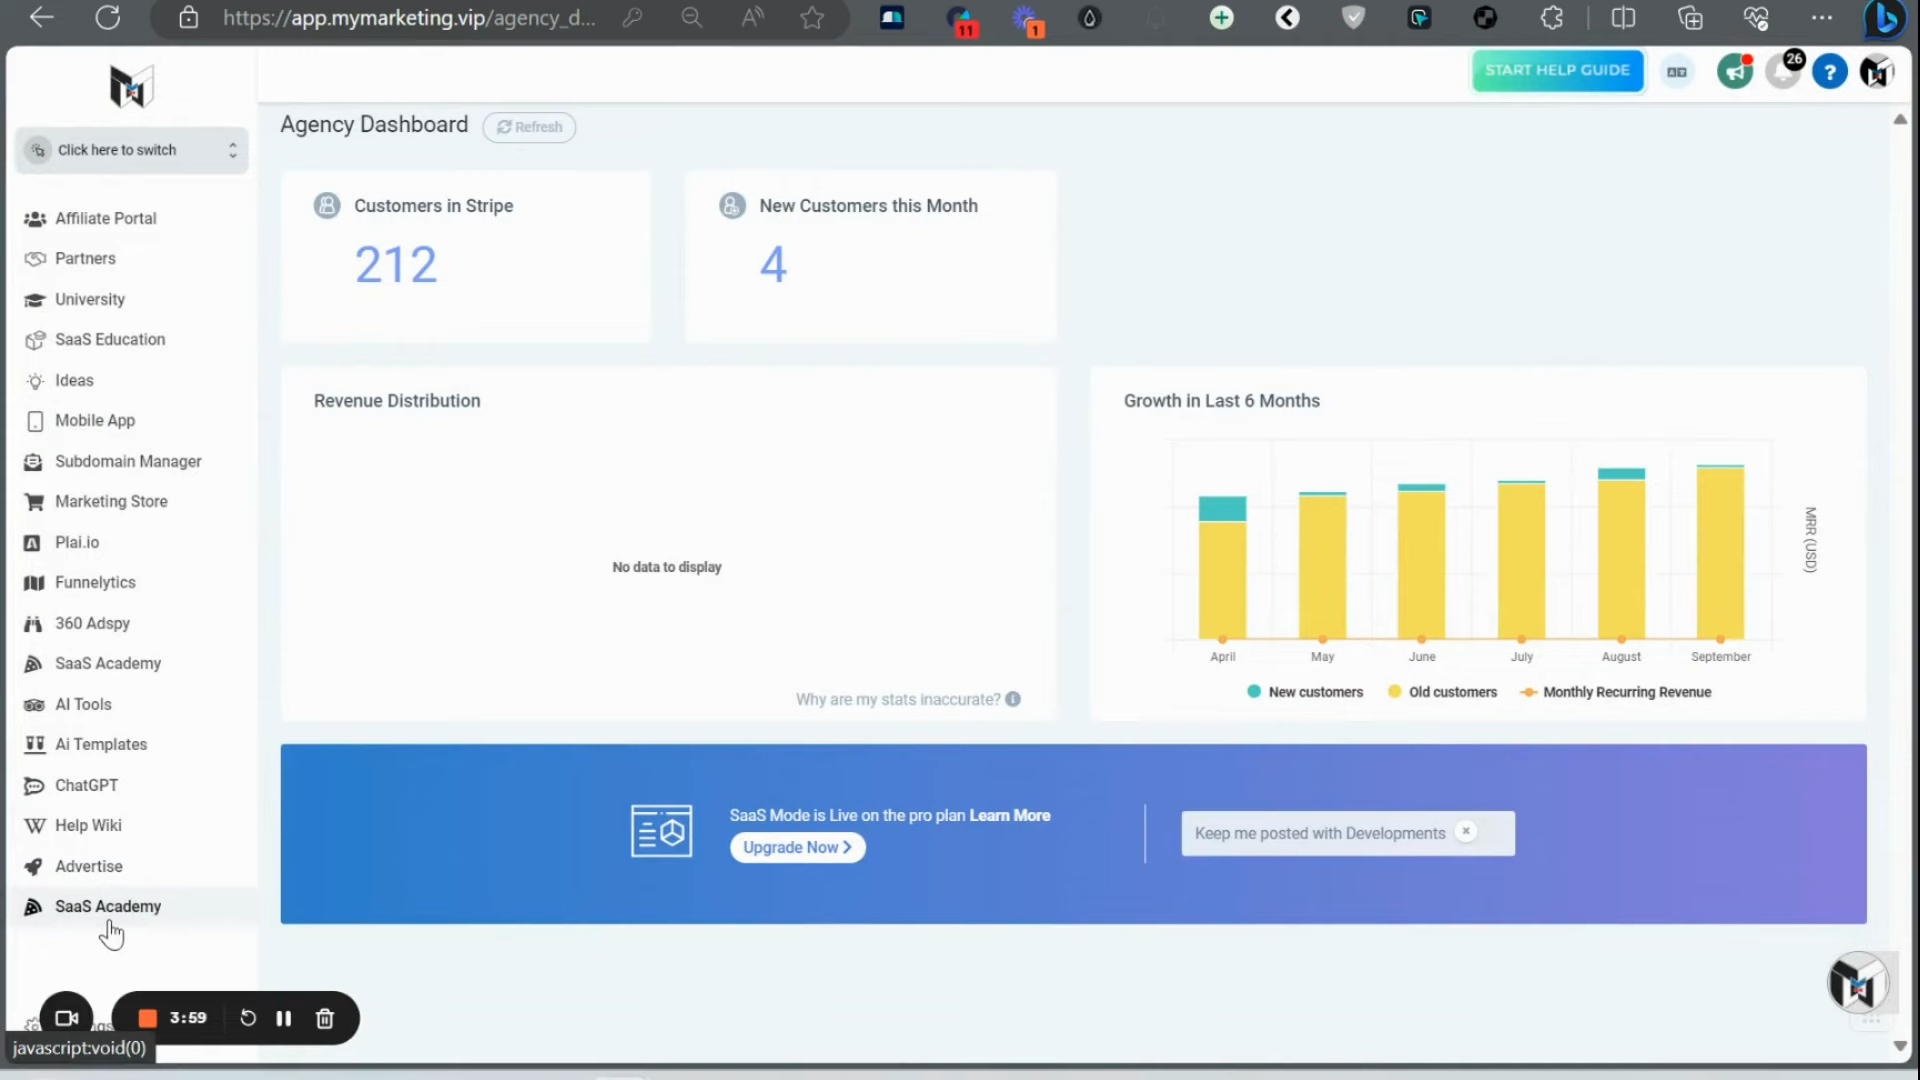 https://app.mymarketing.vip/agency_d...
11
1
START HELP GUIDE
26
?
Click here to switch
Agency Dashboard
Refresh
Affiliate Portal
Partners
University
SaaS Education
Ideas
Mobile App
Subdomain Manager
Marketing Store
Plai.io
Funnelytics
360 Adspy
SaaS Academy
AI Tools
Ai Templates
ChatGPT
Help Wiki
Advertise
SaaS Academy
Customers in Stripe
212
New Customers this Month
4
Revenue Distribution
No data to display
Why are my stats inaccurate?
Growth in Last 6 Months
MRR (USD)
April May June July August September
New customers Old customers Monthly Recurring Revenue
SaaS Mode is Live on the pro plan Learn More
Upgrade Now
Keep me posted with Developments
3:59
javascript:void(0)